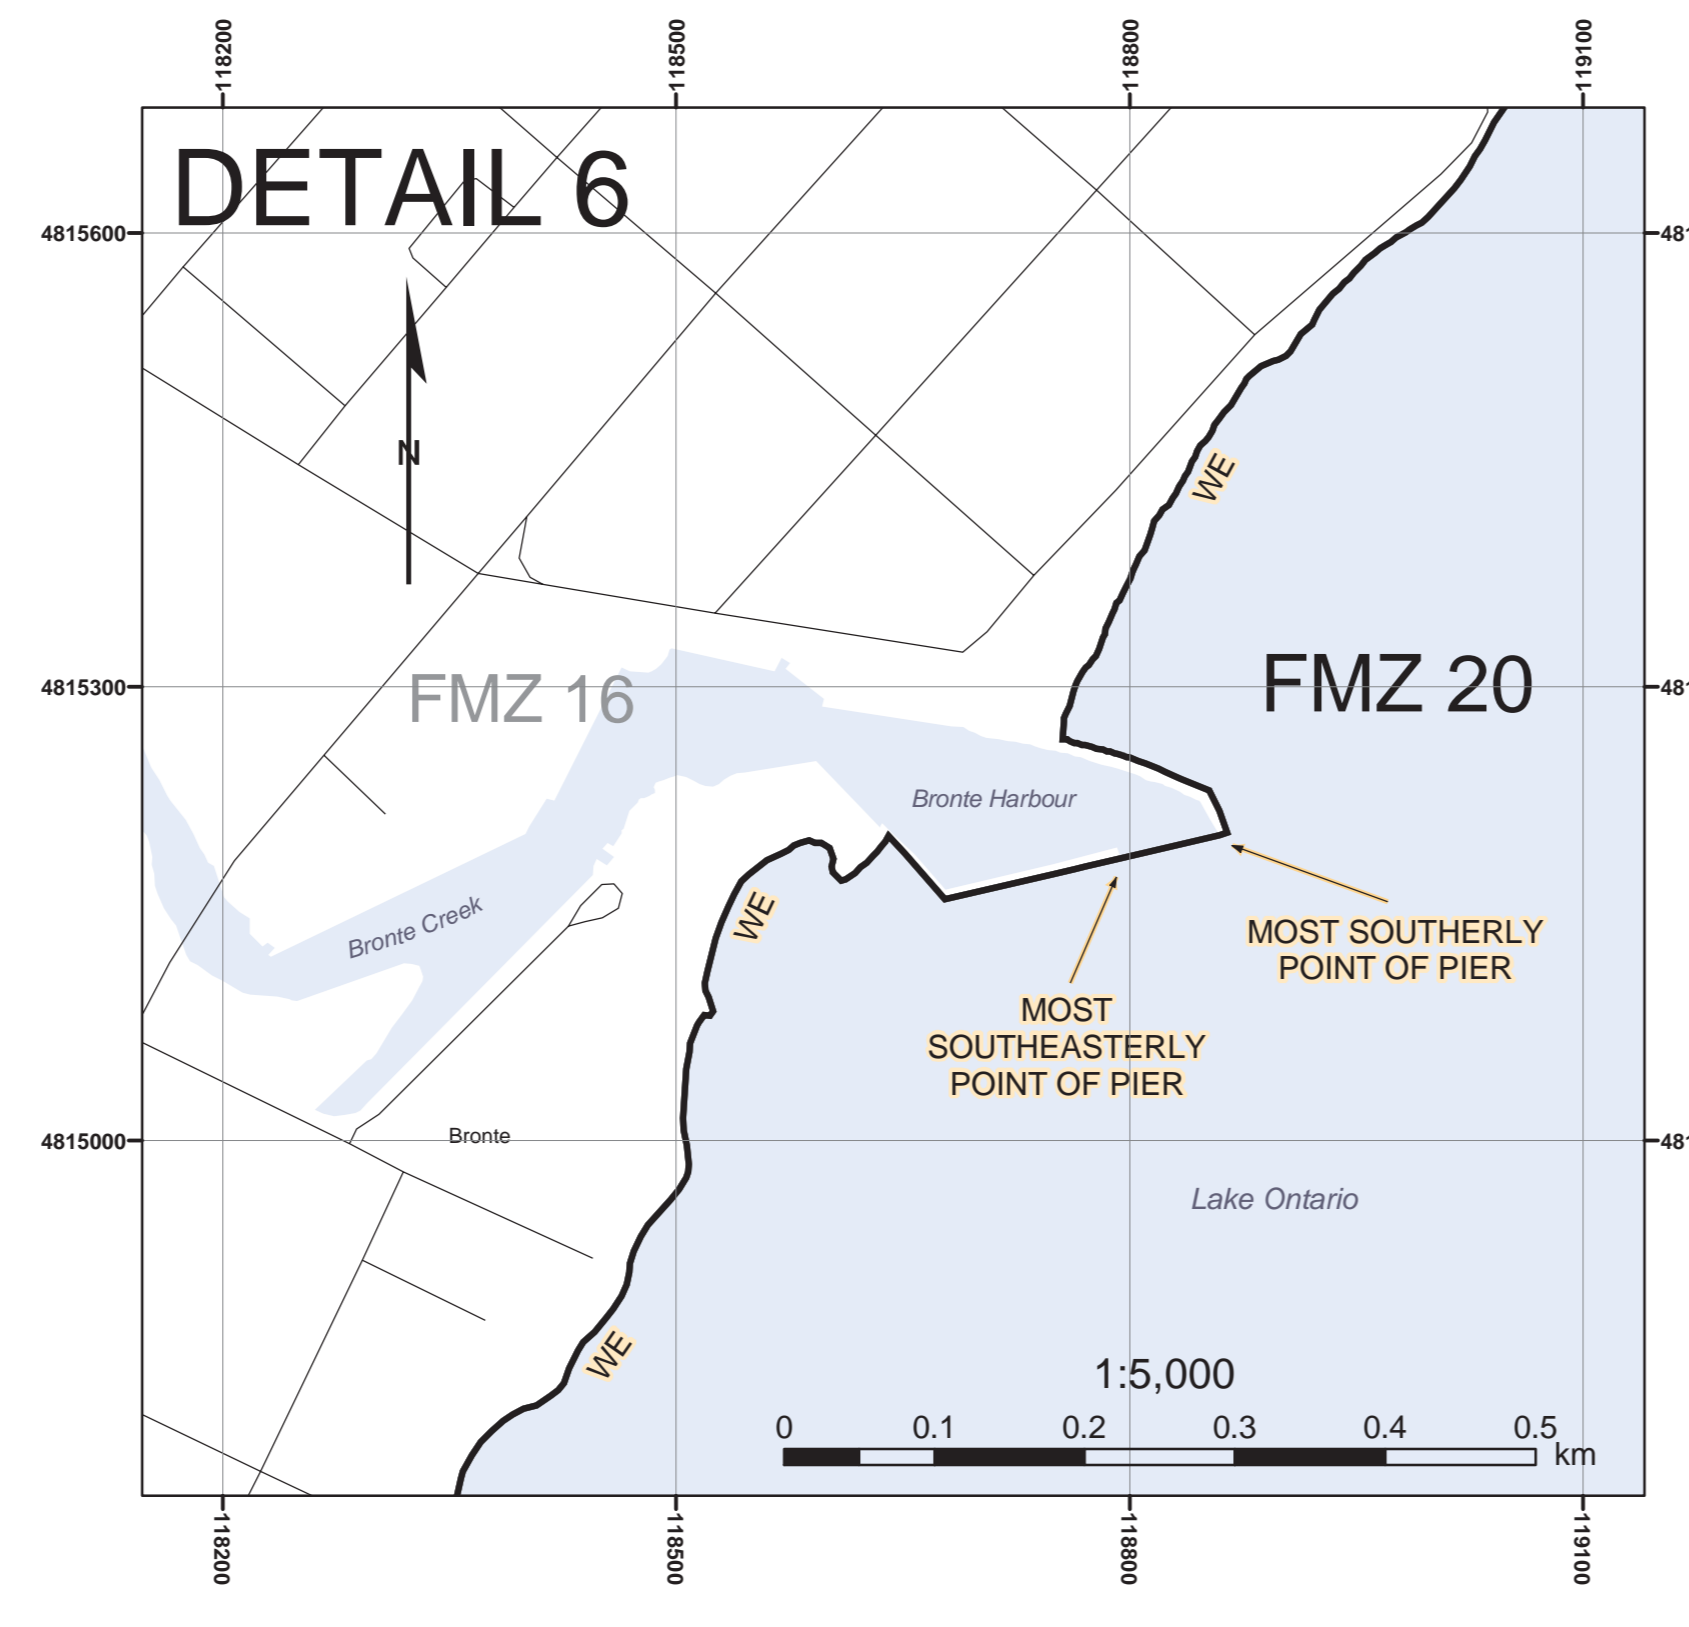 118200
118500
118800
119100
DETAIL 6
4815600
481
N
WE
4815300
FMZ 16
FMZ 20
481
Bronte Harbour
Bronte Creek
WE
MOST SOUTHERLY
POINT OF PIER
MOST
SOUTHEASTERLY
POINT OF PIER
4815000
Bronte
481
Lake Ontario
WE
1:5,000
0 0.1 0.2 0.3 0.4 0.5
km
118200
118500
118800
119100